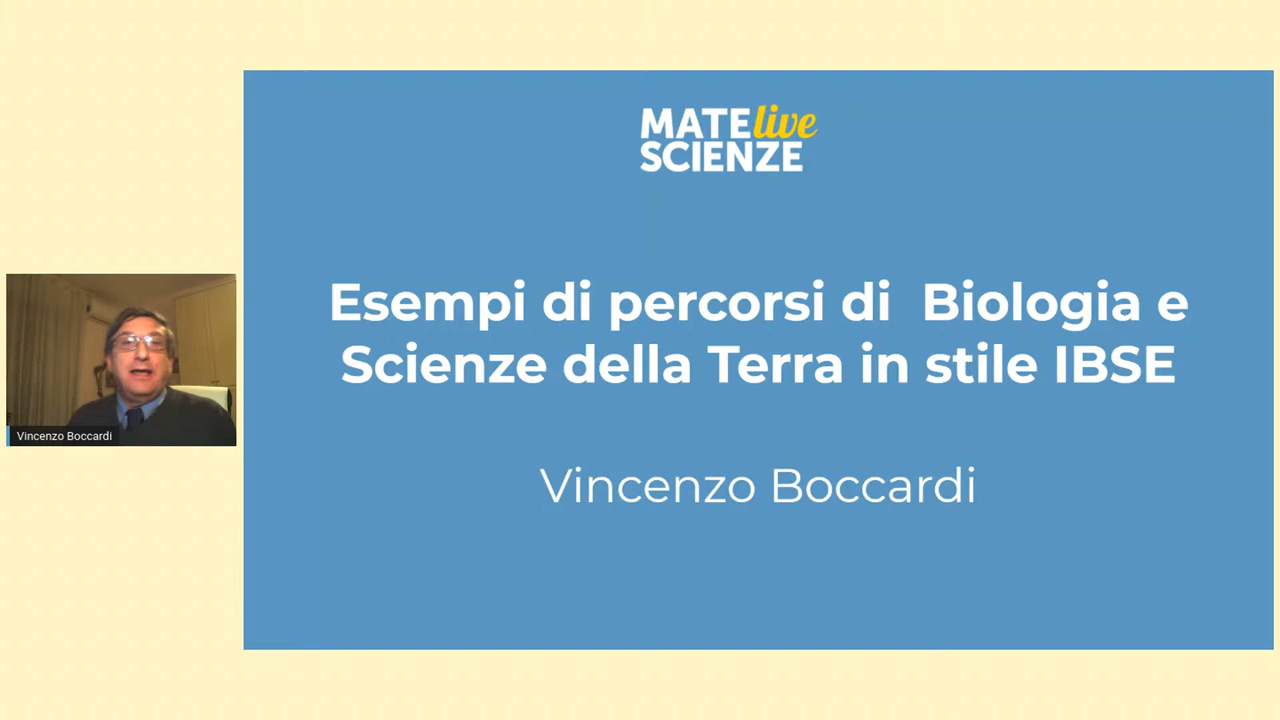 MATE live
SCIENZE
Esempi di percorsi di  Biologia e
Scienze della Terra in stile IBSE
Vincenzo Boccardi
Vincenzo Boccardi